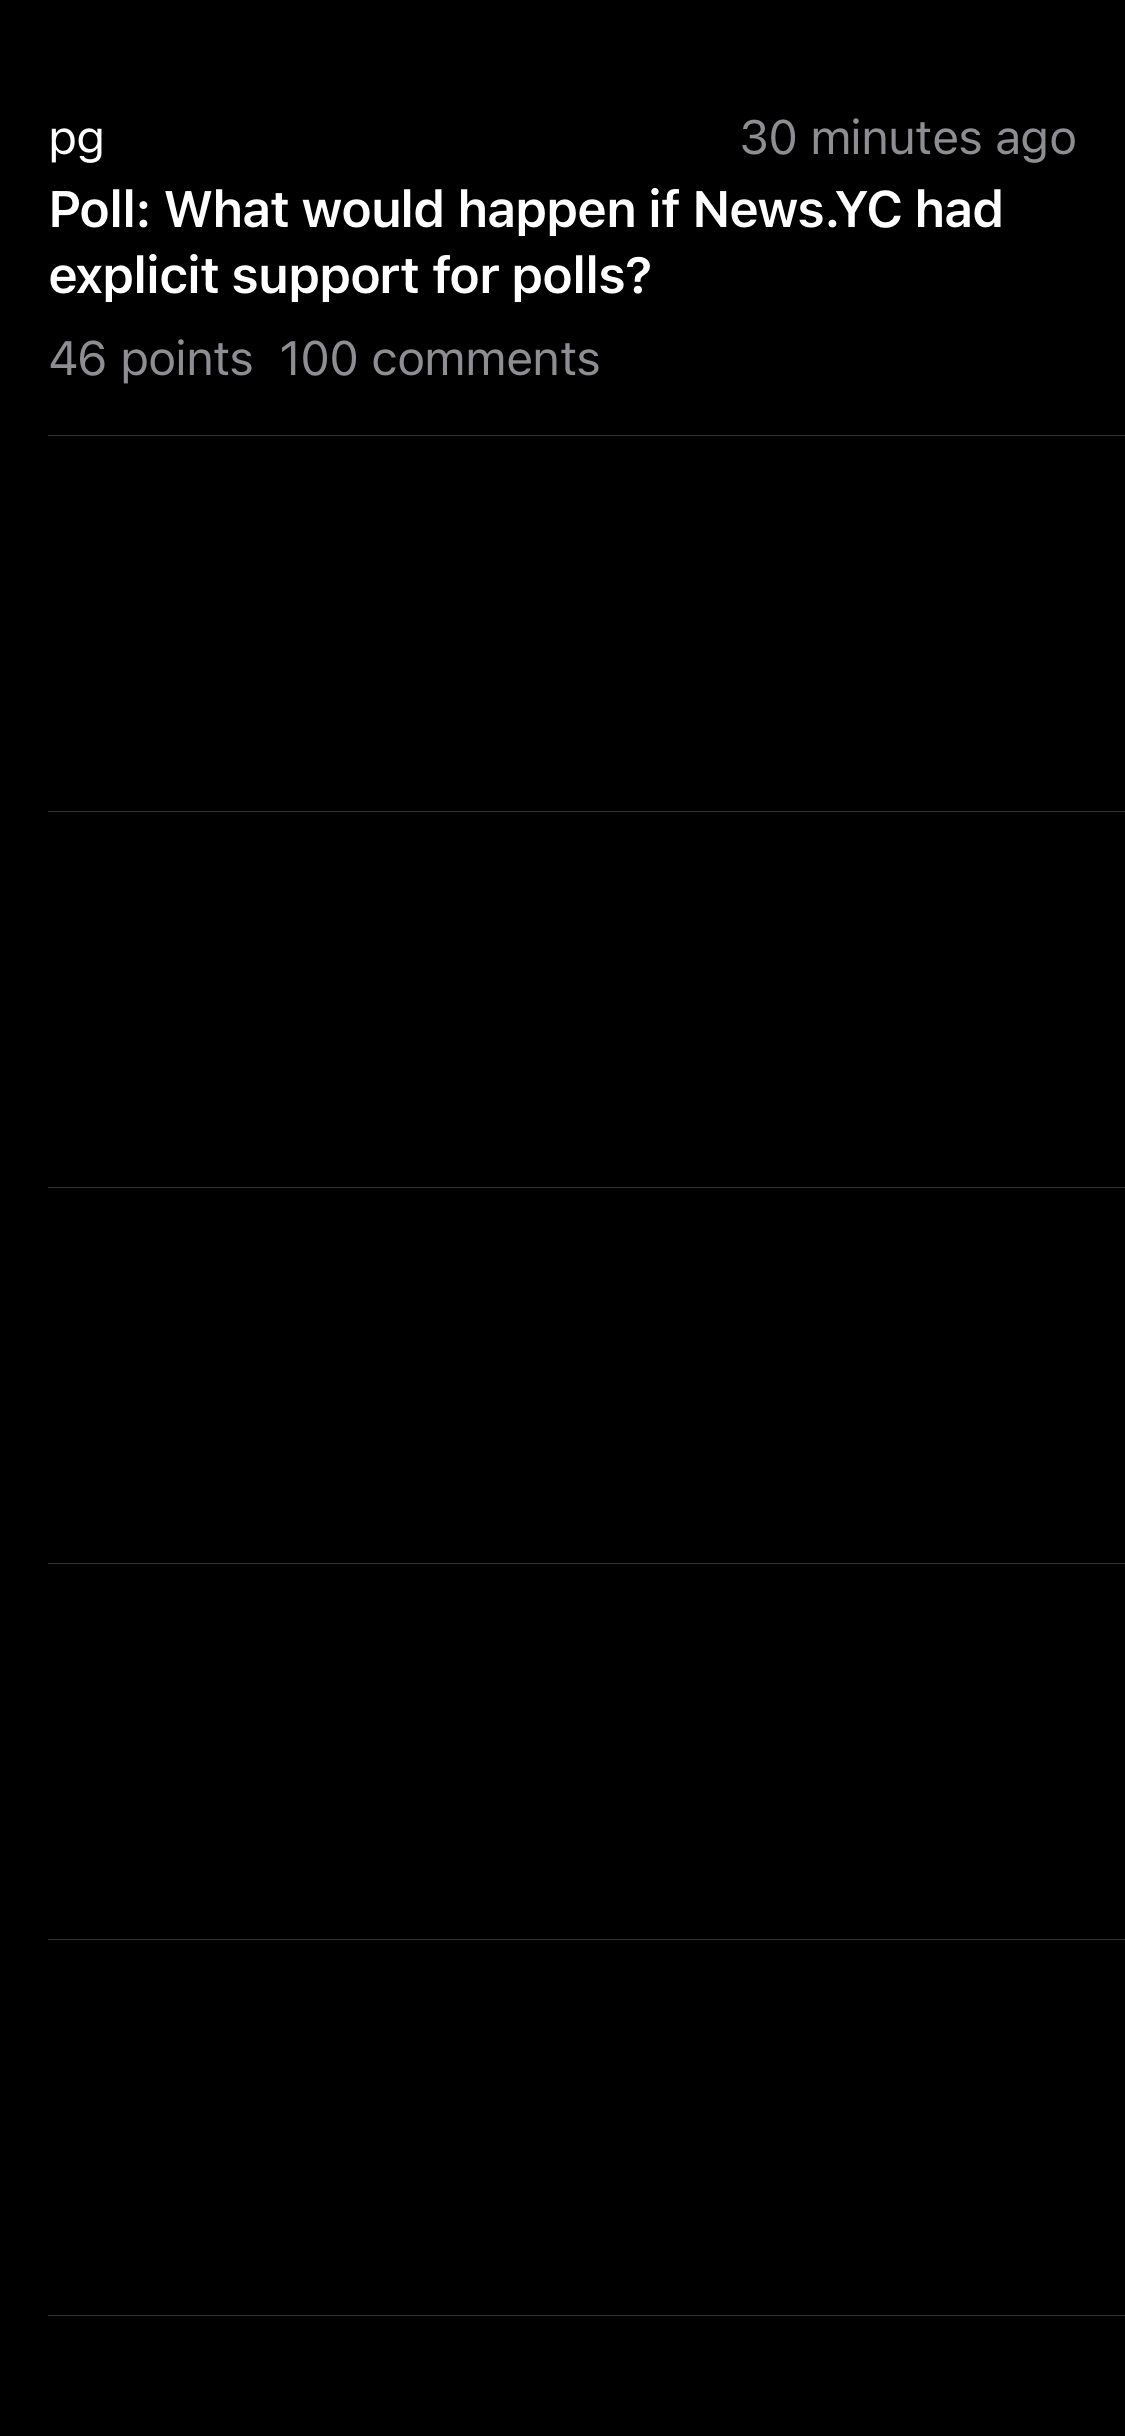 pg
30 minutes ago
Poll: What would happen if News.YC had
explicit support for polls?
46 points 100 comments